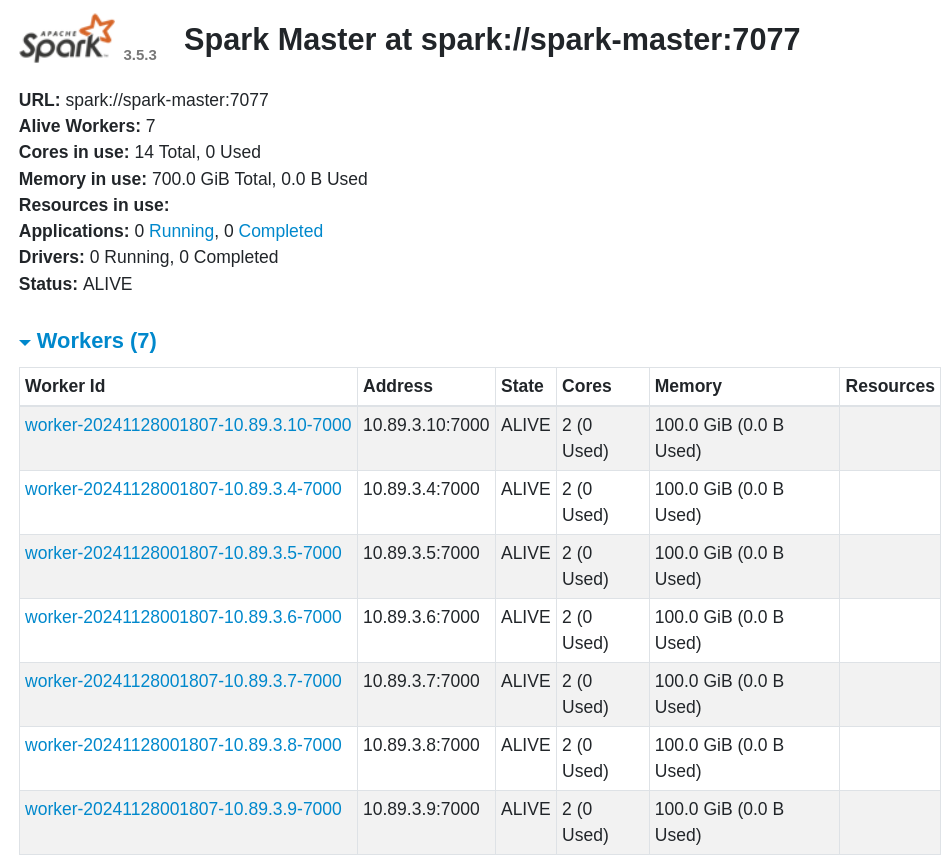 APACHE
Spark™ 3.5.3 Spark Master at spark://spark-master:7077
URL: spark://spark-master:7077
Alive Workers: 7
Cores in use: 14 Total, 0 Used
Memory in use: 700.0 GiB Total, 0.0 B Used
Resources in use:
Applications: 0 Running, 0 Completed
Drivers: 0 Running, 0 Completed
Status: ALIVE
Workers (7)
Worker Id Address State Cores Memory Resources
worker-20241128001807-10.89.3.10-7000 10.89.3.10:7000 ALIVE 2 (0 100.0 GiB (0.0 B
Used) Used)
worker-20241128001807-10.89.3.4-7000 10.89.3.4:7000 ALIVE 2 (0 100.0 GiB (0.0 B
Used) Used)
worker-20241128001807-10.89.3.5-7000 10.89.3.5:7000 ALIVE 2 (0 100.0 GiB (0.0 B
Used) Used)
worker-20241128001807-10.89.3.6-7000 10.89.3.6:7000 ALIVE 2 (0 100.0 GiB (0.0 B
Used) Used)
worker-20241128001807-10.89.3.7-7000 10.89.3.7:7000 ALIVE 2 (0 100.0 GiB (0.0 B
Used) Used)
worker-20241128001807-10.89.3.8-7000 10.89.3.8:7000 ALIVE 2 (0 100.0 GiB (0.0 B
Used) Used)
worker-20241128001807-10.89.3.9-7000 10.89.3.9:7000 ALIVE 2 (0 100.0 GiB (0.0 B
Used) Used)